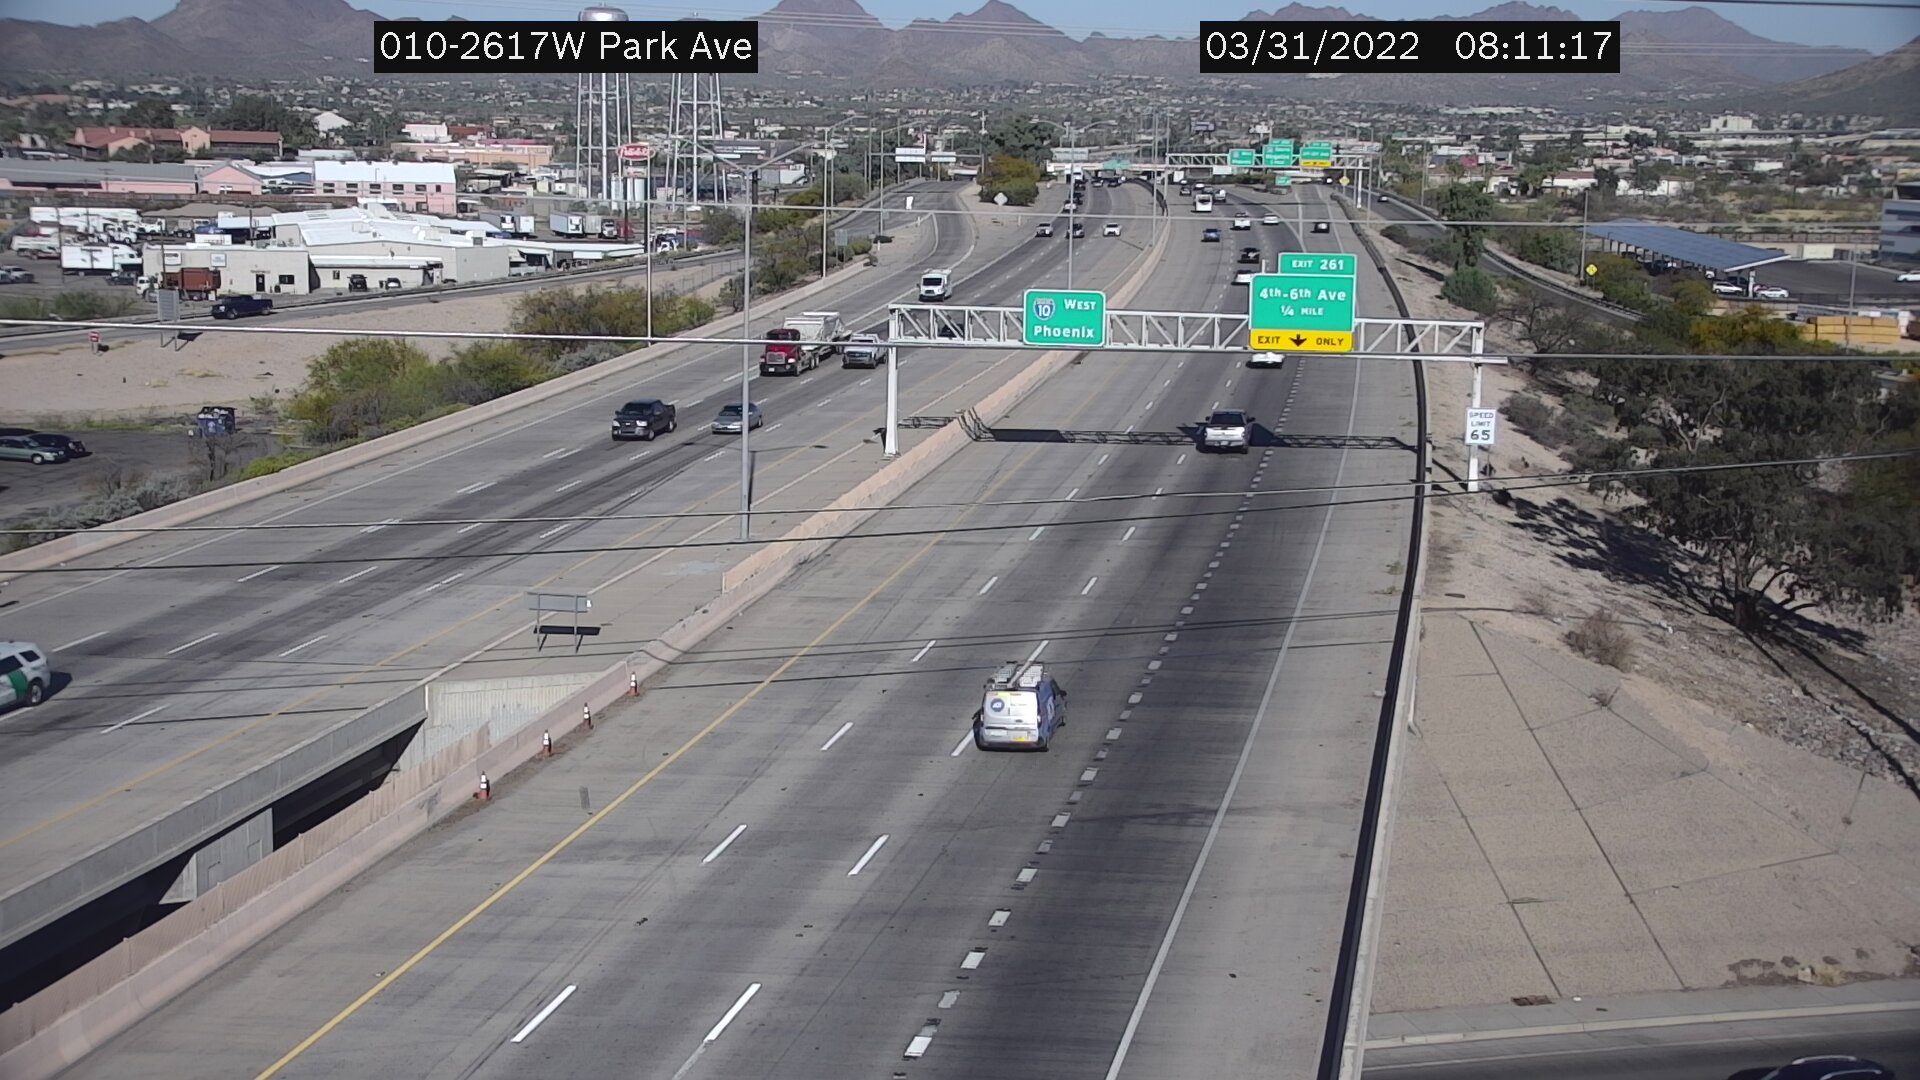 010-2617W Park Ave
03/31/2022 08:11:17
EXIT 261
4th-6th Ave
1/4 MILE
EXIT ONLY
10
WEST
Phoenix
SPEED
LIMIT
65